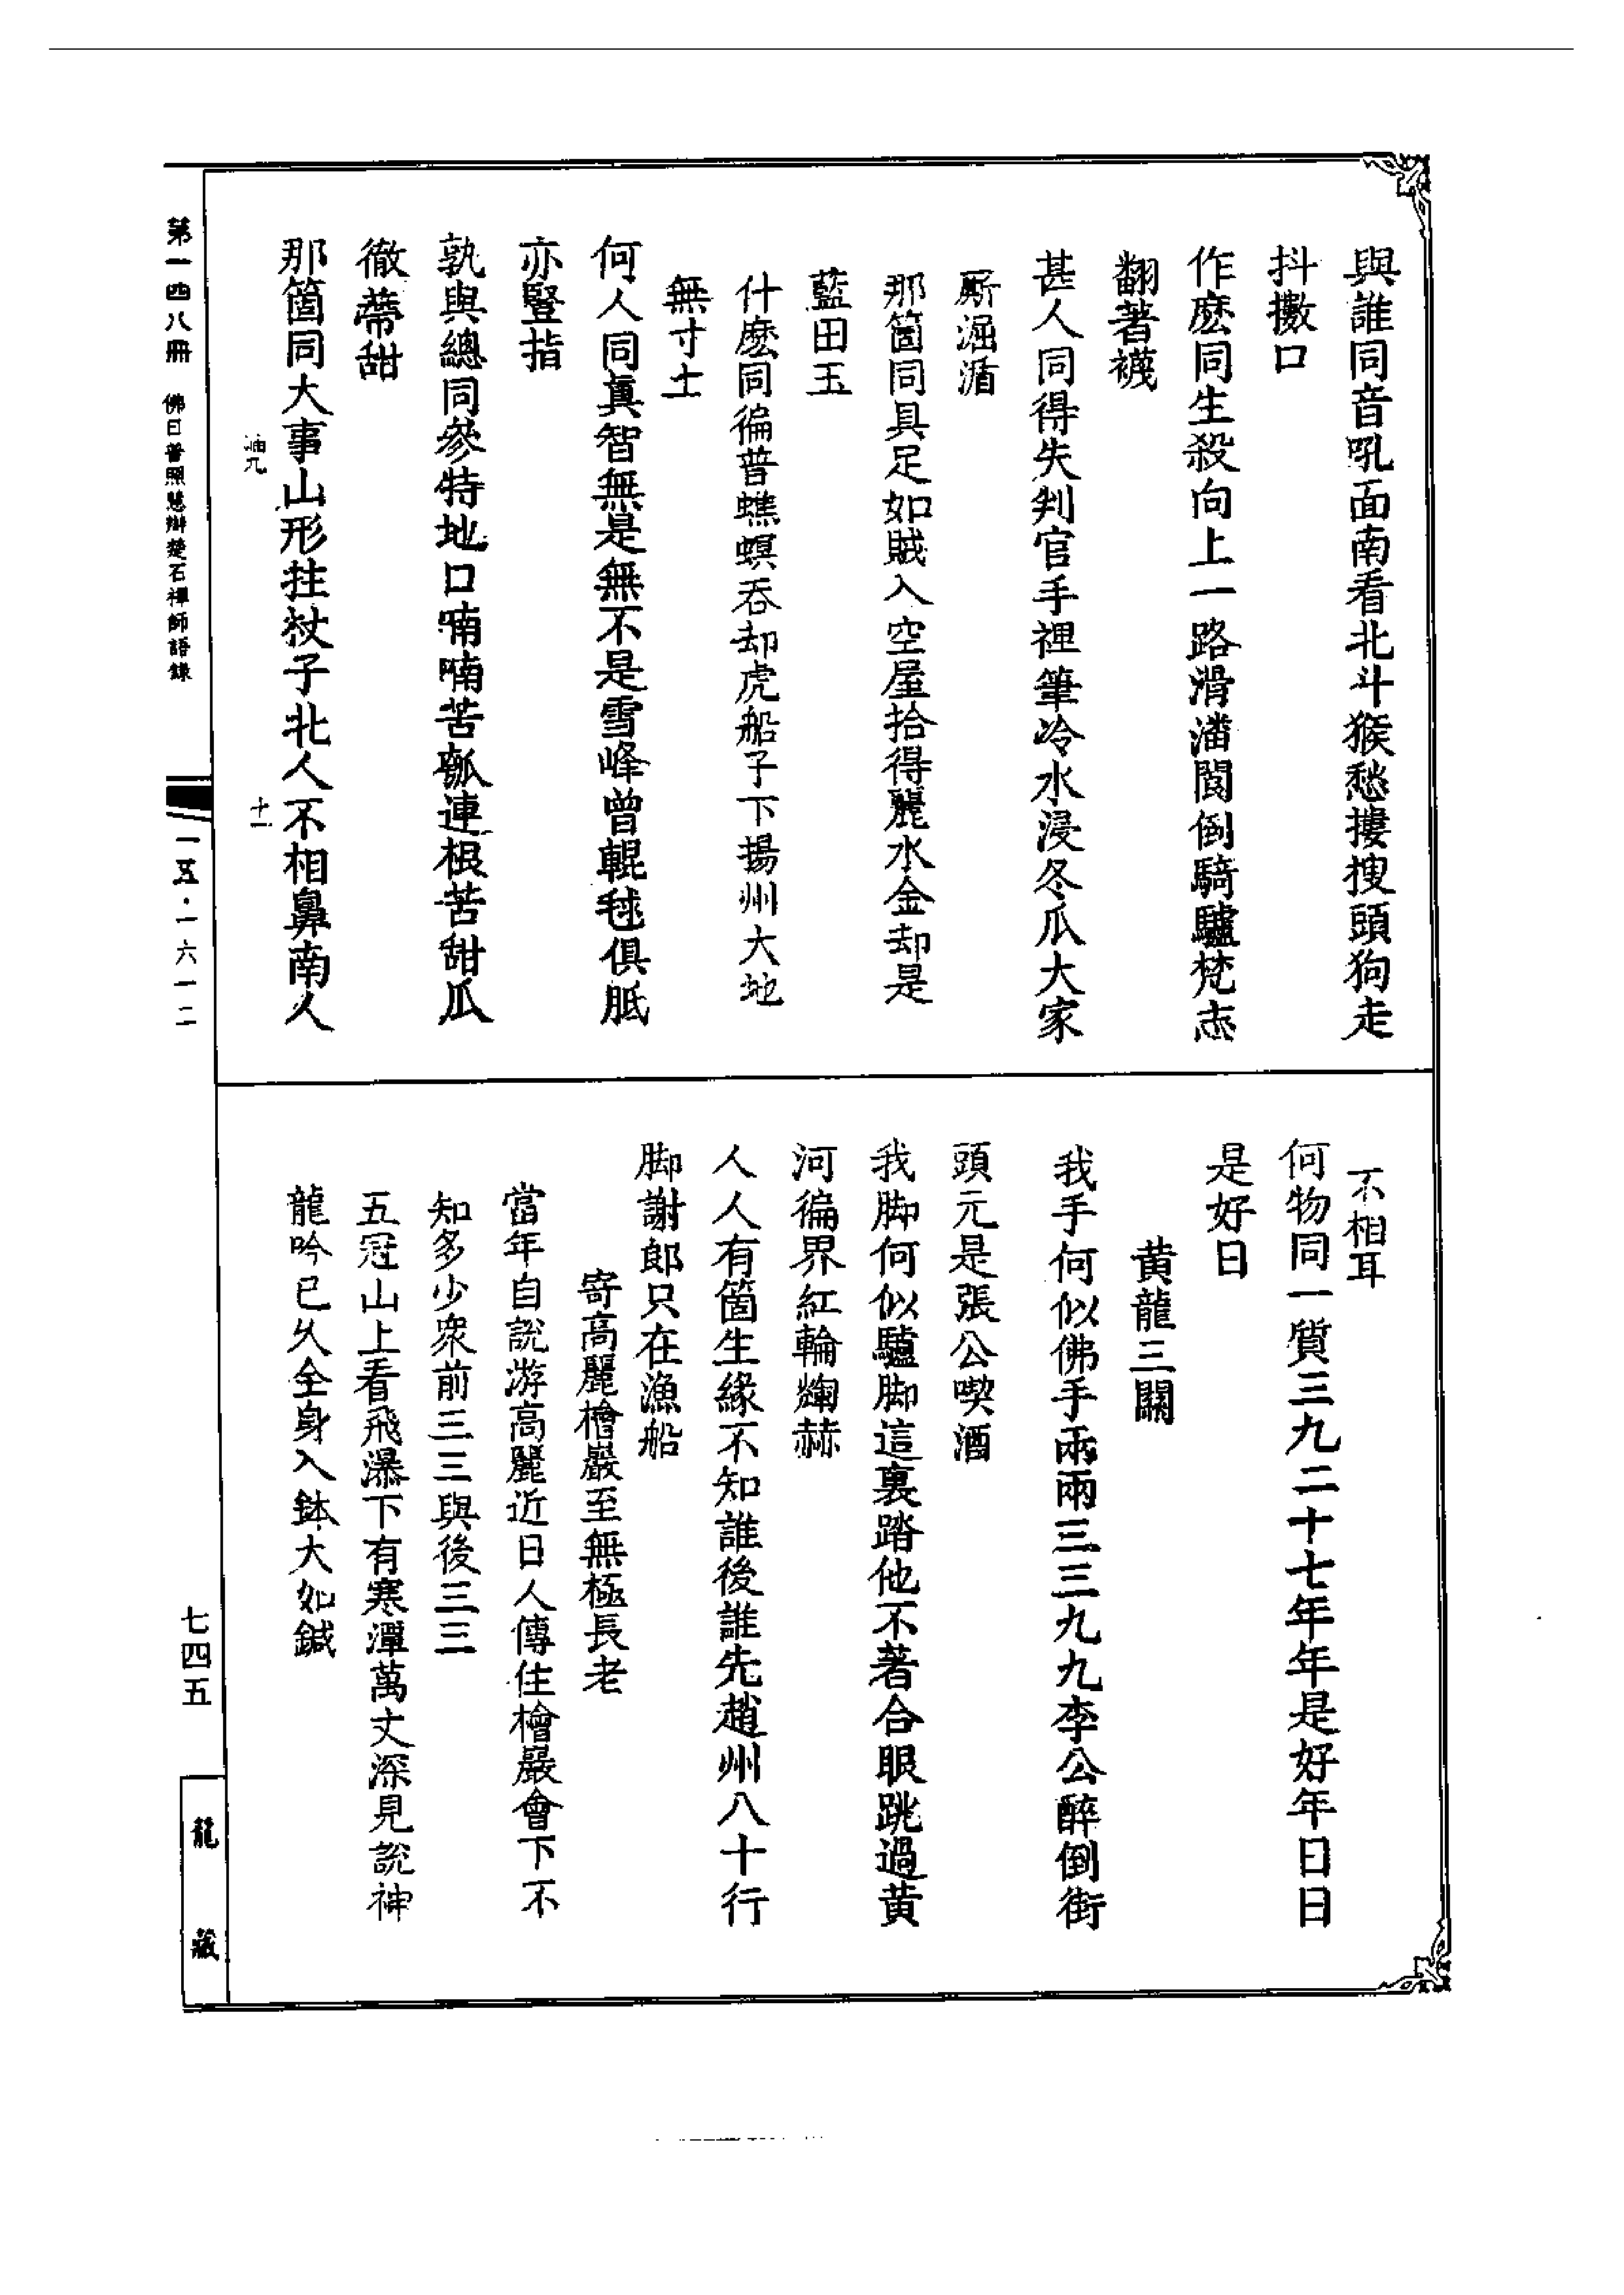 與誰同音吼面南看北斗猴愁摟搜頭狗走
抖擻口
作麽同生殺向上一路滑潘閬倒騎驢梵志
翻著襪
甚人同得失判官手裡筆冷水浸冬瓜大家
廝淈𣸣
那箇同具足如賊入空屋拾得麗水金却是
藍田玉
什麽同徧普蟭螟吞却虎船子下揚州大地
無寸土
何人同真智無是無不是雪峰曾輥毬俱胝
亦豎指
孰與總同參特地口喃喃苦瓠連根苦甜瓜
徹蔕甜
那箇同大事山形拄杖子北人不相鼻南人
不相耳
何物同一質三九二十七年年是好年日日
是好日
黃龍三關
我手何似佛手兩兩三三九九李公醉倒街
頭元是張公喫酒
我脚何似驢脚這裏踏他不著合眼跳過黃
河徧界紅輪爛赫
人人有箇生緣不知誰後誰先趙州八十行
脚謝郎只在漁船
寄高麗檜巖至無極長老
當年自說游高麗近日人傳住檜巖會下不
知多少衆前三三與後三三
五冠山上看飛瀑下有寒潭萬丈深見說神
龍吟已久全身入鉢大如鍼
第一四八冊　佛日普照慧辯楚石禪師語錄
一五·一六一二
七四五
龍藏
十一